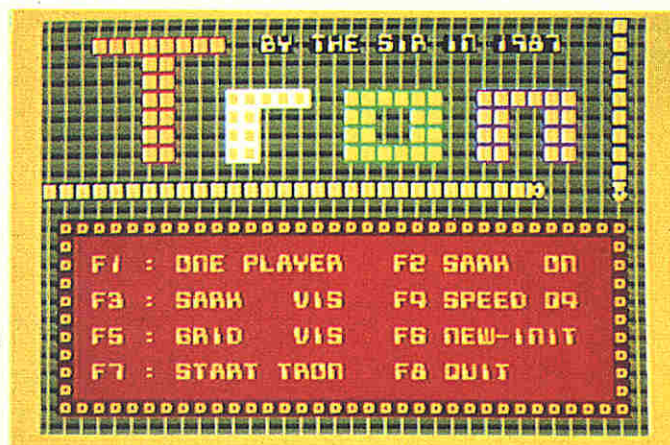 BY THE SIR IN 1987
Tron
F1 : ONE PLAYER F2 SARK ON
F3 : SARK VIS F4 SPEED 04
F5 : GRID VIS F6 NEW-INIT
F7 : START TRON F8 QUIT